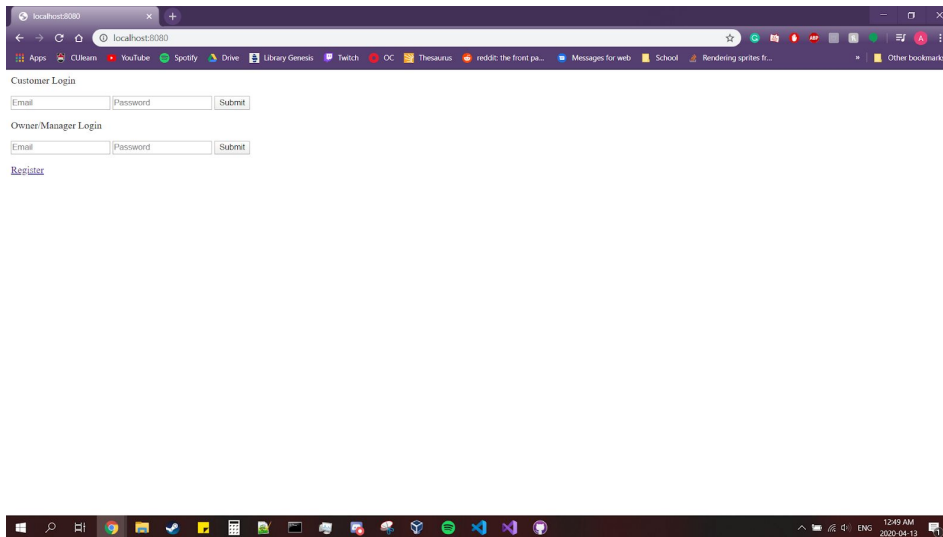 localhost:8080
localhost:8080
Apps CUlearn YouTube Spotify Drive Library Genesis Twitch OC Thesaurus reddit: the front pa... Messages for web School Rendering sprites fr... » Other bookmarks
Customer Login
Email Password Submit
Owner/Manager Login
Email Password Submit
Register
ENG 12:49 AM
2020-04-13